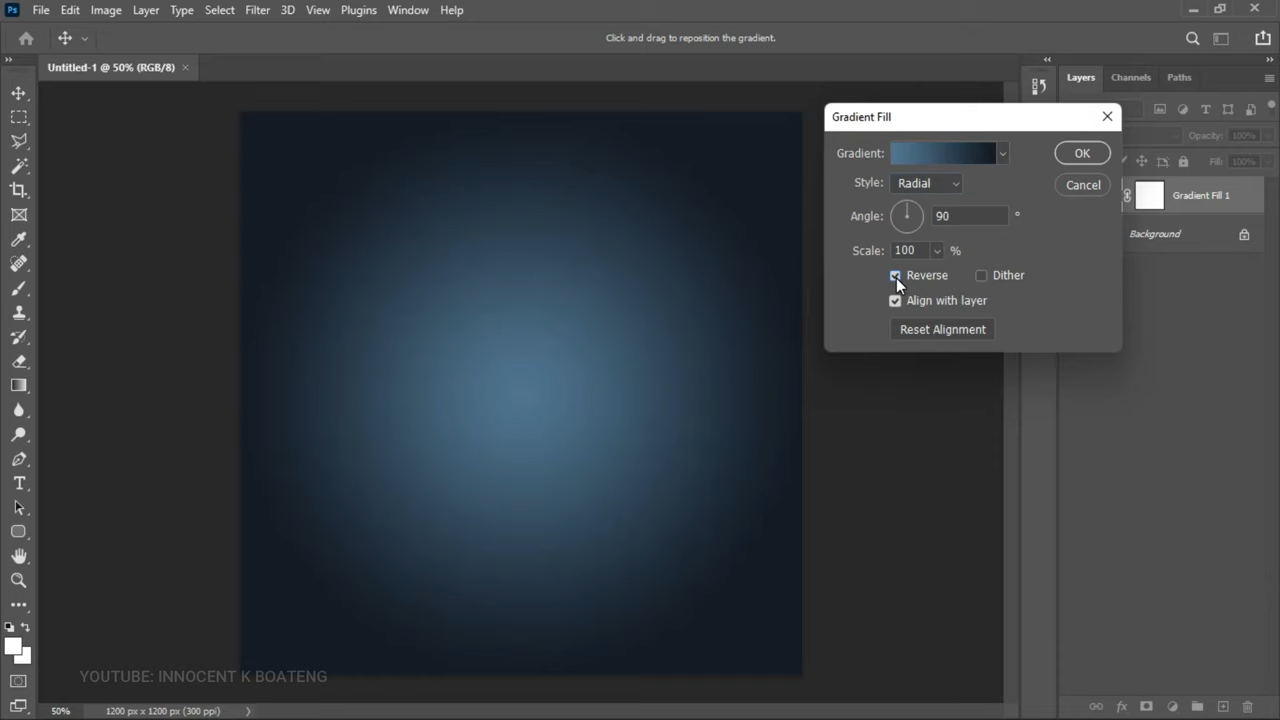 Ps File Edit Image Layer Type Select Filter 3D View Plugins Window Help
Click and drag to reposition the gradient.
Untitled-1 @ 50% (RGB/8)
Layers Channels Paths
Gradient Fill
Gradient: OK
Opacity: 100%
Fill: 100%
Style: Radial
Cancel
Gradient Fill 1
Angle: 90 °
Background
Scale: 100 %
Reverse Dither
Align with layer
Reset Alignment
YOUTUBE: INNOCENT K BOATENG
50% 1200 px x 1200 px (300 ppi)